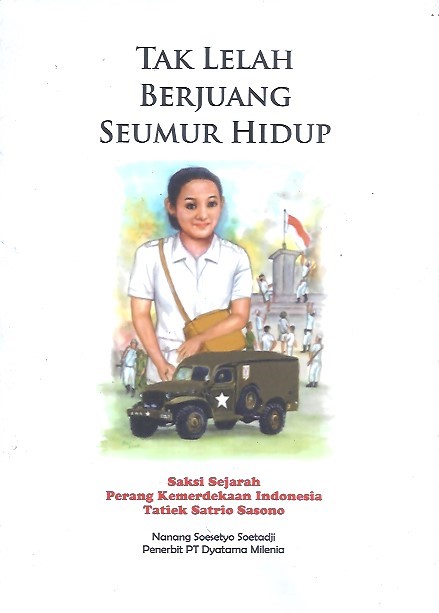 TAK LELAH
BERJUANG
SEUMUR HIDUP
Saksi Sejarah
Perang Kemerdekaan Indonesia
Tatiek Satrio Sasono
Nanang Soesetyo Soetadji
Penerbit PT Dyatama Milenia